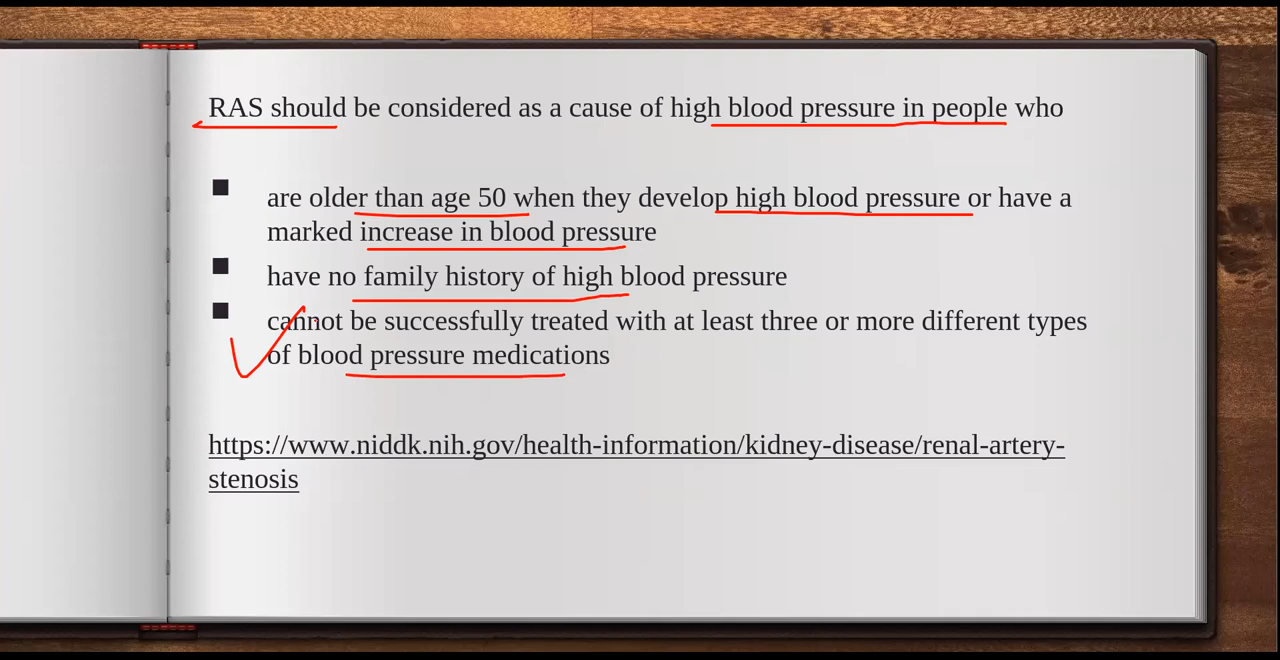 RAS should be considered as a cause of high blood pressure in people who
are older than age 50 when they develop high blood pressure or have a
marked increase in blood pressure
have no family history of high blood pressure
cannot be successfully treated with at least three or more different types
of blood pressure medications
https://www.niddk.nih.gov/health-information/kidney-disease/renal-artery-
stenosis